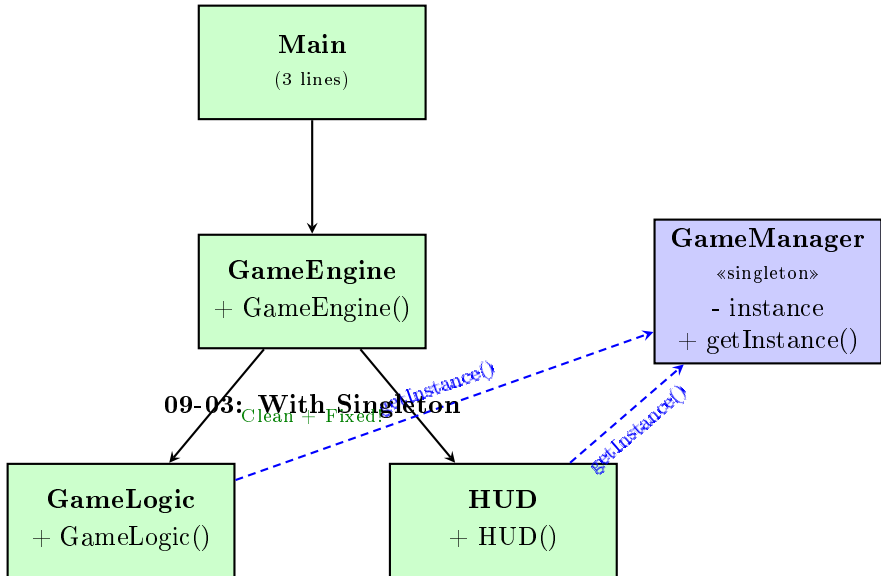 Main
(3 lines)
GameEngine
+ GameEngine()
GameManager
«singleton»
- instance
+ getInstance()
getInstance()
09-03: With Singleton
Clean + Fixed!
getInstance()
GameLogic
+ GameLogic()
HUD
+ HUD()